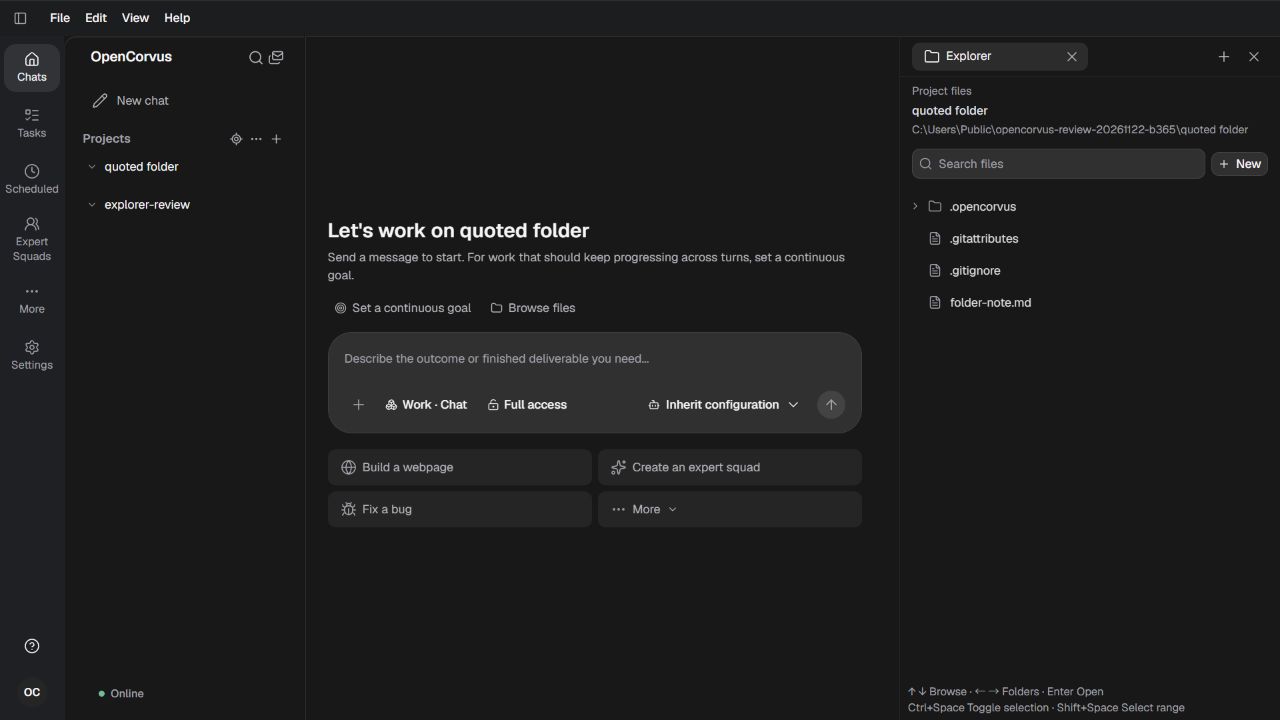 File Edit View Help
Chats
Tasks
Scheduled
Expert
Squads
More
Settings
OC
OpenCorvus
New chat
Projects
quoted folder
explorer-review
Online
Let's work on quoted folder
Send a message to start. For work that should keep progressing across turns, set a continuous
goal.
Set a continuous goal Browse files
Describe the outcome or finished deliverable you need...
Work · Chat Full access Inherit configuration
Build a webpage Create an expert squad
Fix a bug More
Explorer
Project files
quoted folder
C:\Users\Public\opencorvus-review-20261122-b365\quoted folder
Search files New
.opencorvus
.gitattributes
.gitignore
folder-note.md
↑ ↓ Browse · ← → Folders · Enter Open
Ctrl+Space Toggle selection · Shift+Space Select range